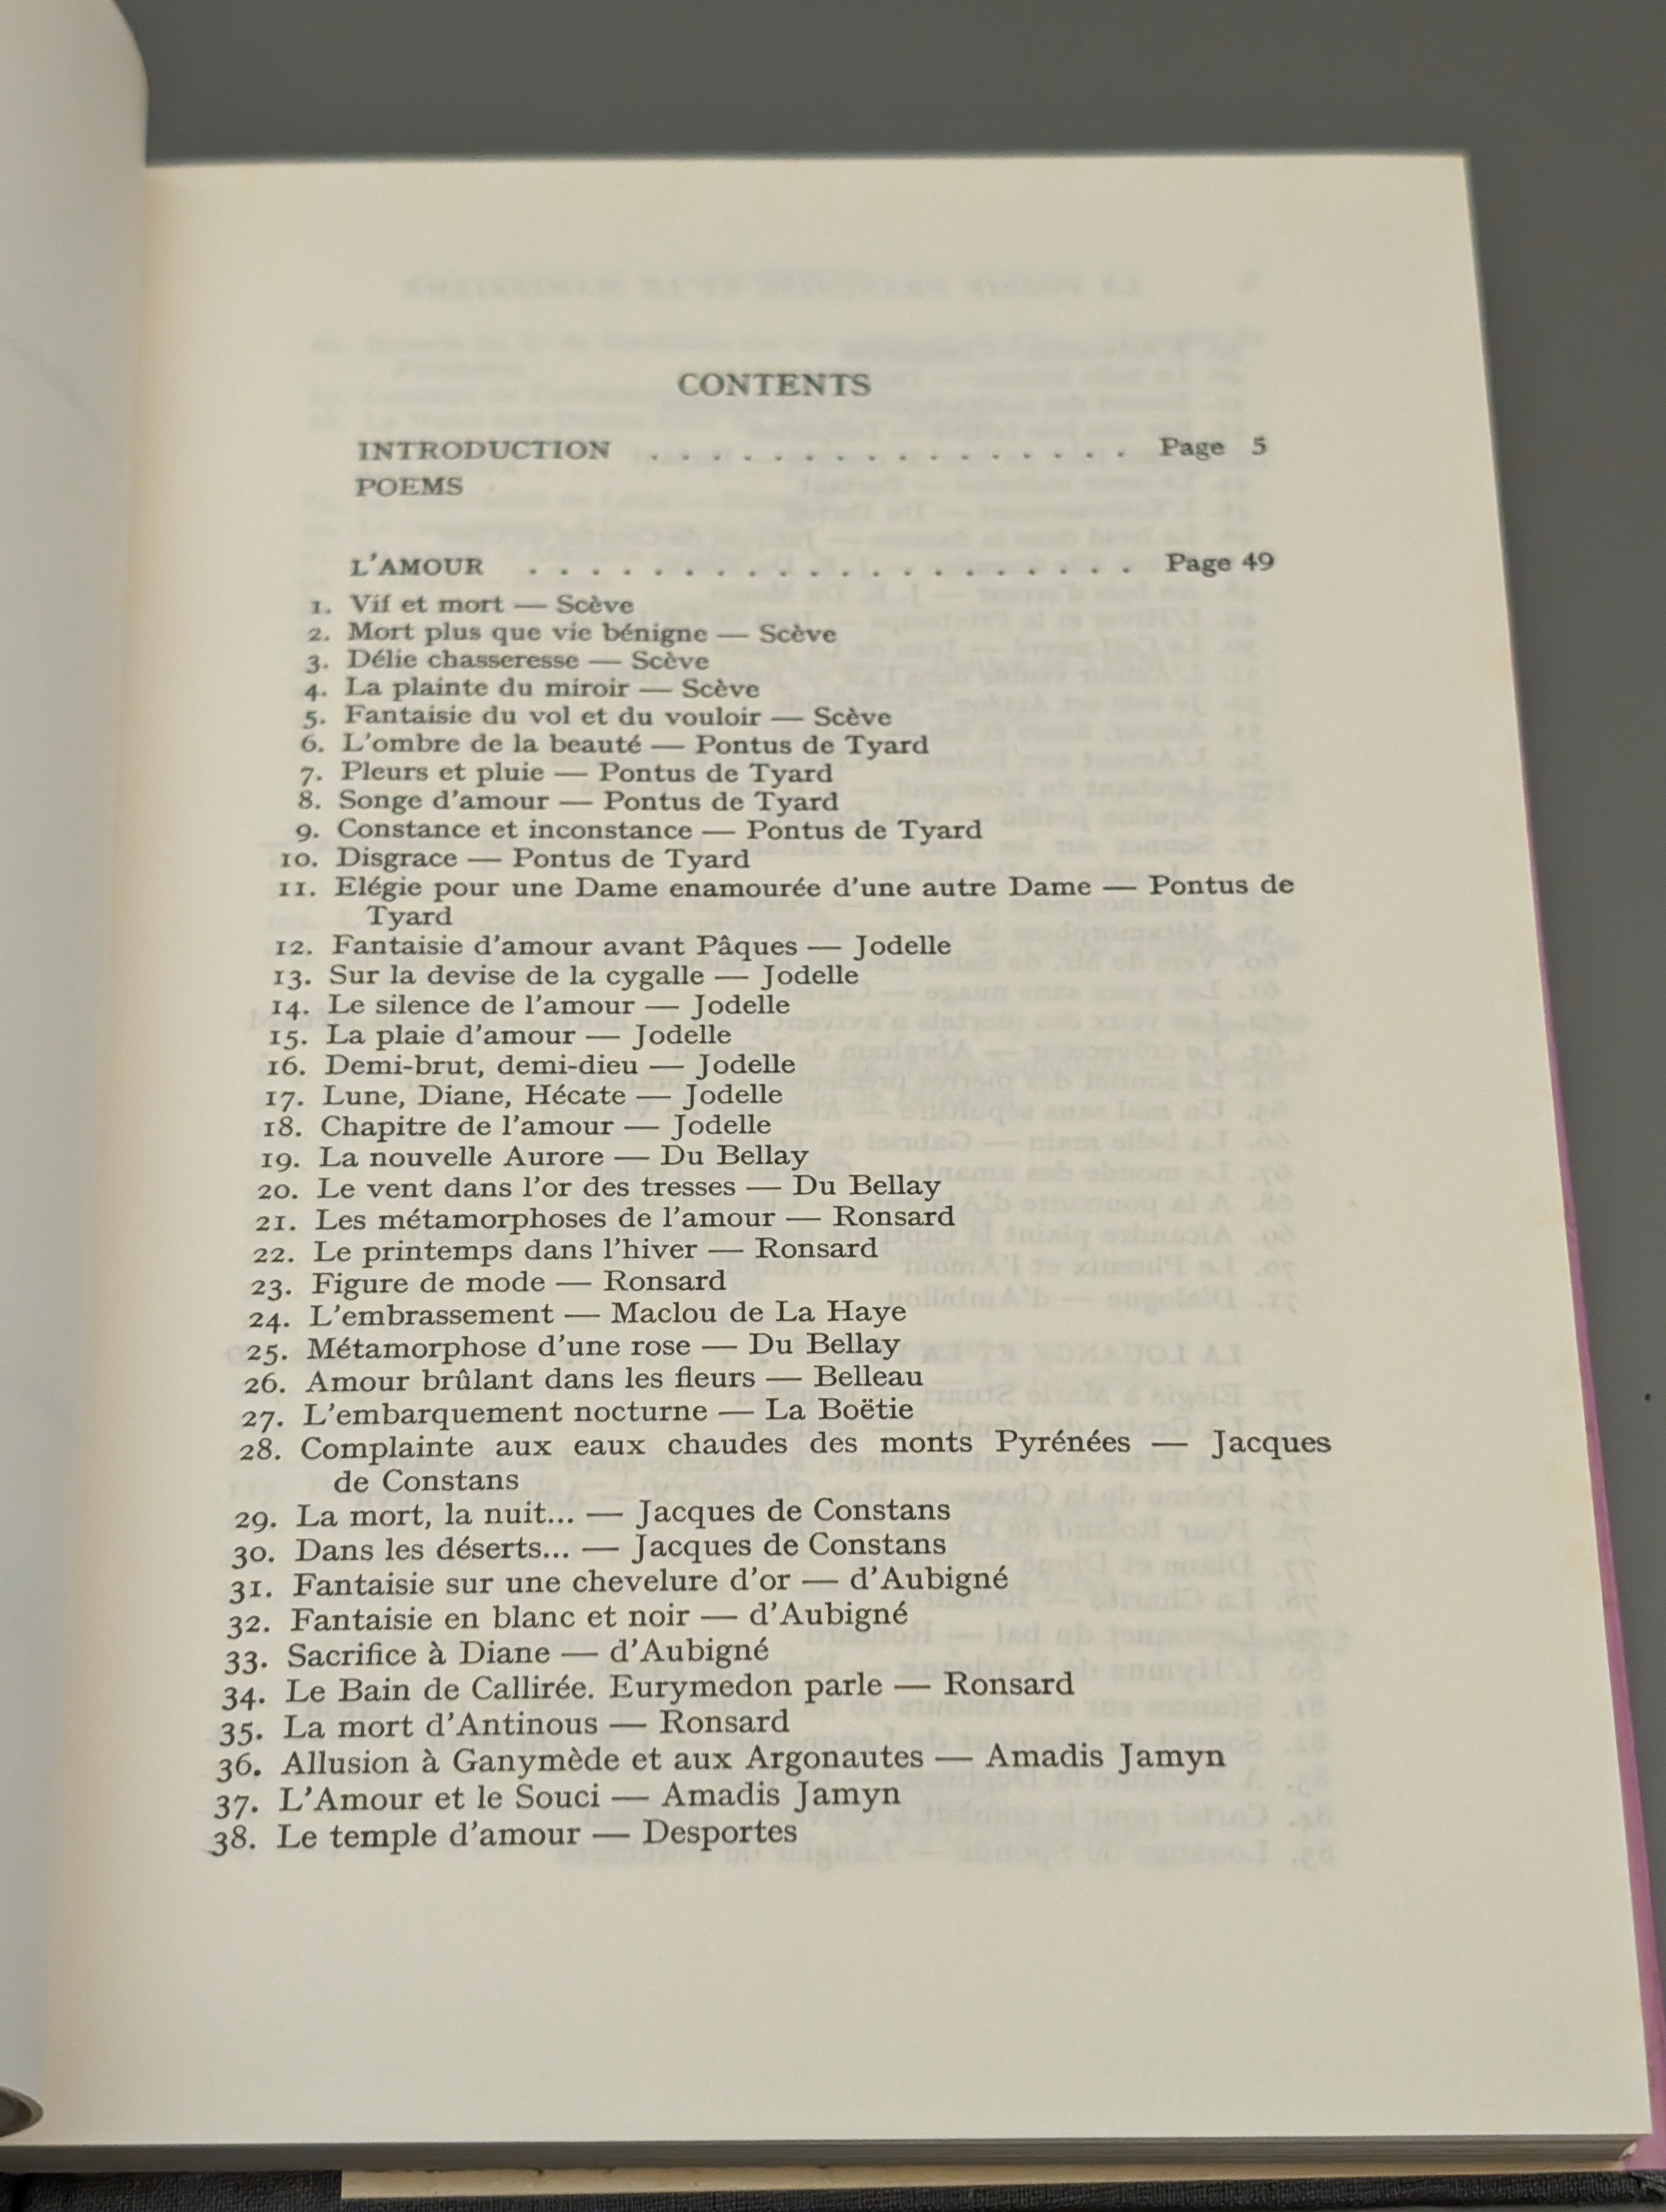 CONTENTS
INTRODUCTION . . . . . . . . . . . . . . . . Page 5
POEMS
L'AMOUR . . . . . . . . . . . . . . . . . . . . Page 49
1. Vif et mort — Scève
2. Mort plus que vie bénigne — Scève
3. Délie chasseresse — Scève
4. La plainte du miroir — Scève
5. Fantaisie du vol et du vouloir — Scève
6. L'ombre de la beauté — Pontus de Tyard
7. Pleurs et pluie — Pontus de Tyard
8. Songe d'amour — Pontus de Tyard
9. Constance et inconstance — Pontus de Tyard
10. Disgrace — Pontus de Tyard
11. Elégie pour une Dame enamourée d'une autre Dame — Pontus de
Tyard
12. Fantaisie d'amour avant Pâques — Jodelle
13. Sur la devise de la cygalle — Jodelle
14. Le silence de l'amour — Jodelle
15. La plaie d'amour — Jodelle
16. Demi-brut, demi-dieu — Jodelle
17. Lune, Diane, Hécate — Jodelle
18. Chapitre de l'amour — Jodelle
19. La nouvelle Aurore — Du Bellay
20. Le vent dans l'or des tresses — Du Bellay
21. Les métamorphoses de l'amour — Ronsard
22. Le printemps dans l'hiver — Ronsard
23. Figure de mode — Ronsard
24. L'embrassement — Maclou de La Haye
25. Métamorphose d'une rose — Du Bellay
26. Amour brûlant dans les fleurs — Belleau
27. L'embarquement nocturne — La Boëtie
28. Complainte aux eaux chaudes des monts Pyrénées — Jacques
de Constans
29. La mort, la nuit... — Jacques de Constans
30. Dans les déserts... — Jacques de Constans
31. Fantaisie sur une chevelure d'or — d'Aubigné
32. Fantaisie en blanc et noir — d'Aubigné
33. Sacrifice à Diane — d'Aubigné
34. Le Bain de Callirée. Eurymedon parle — Ronsard
35. La mort d'Antinous — Ronsard
36. Allusion à Ganymède et aux Argonautes — Amadis Jamyn
37. L'Amour et le Souci — Amadis Jamyn
38. Le temple d'amour — Desportes